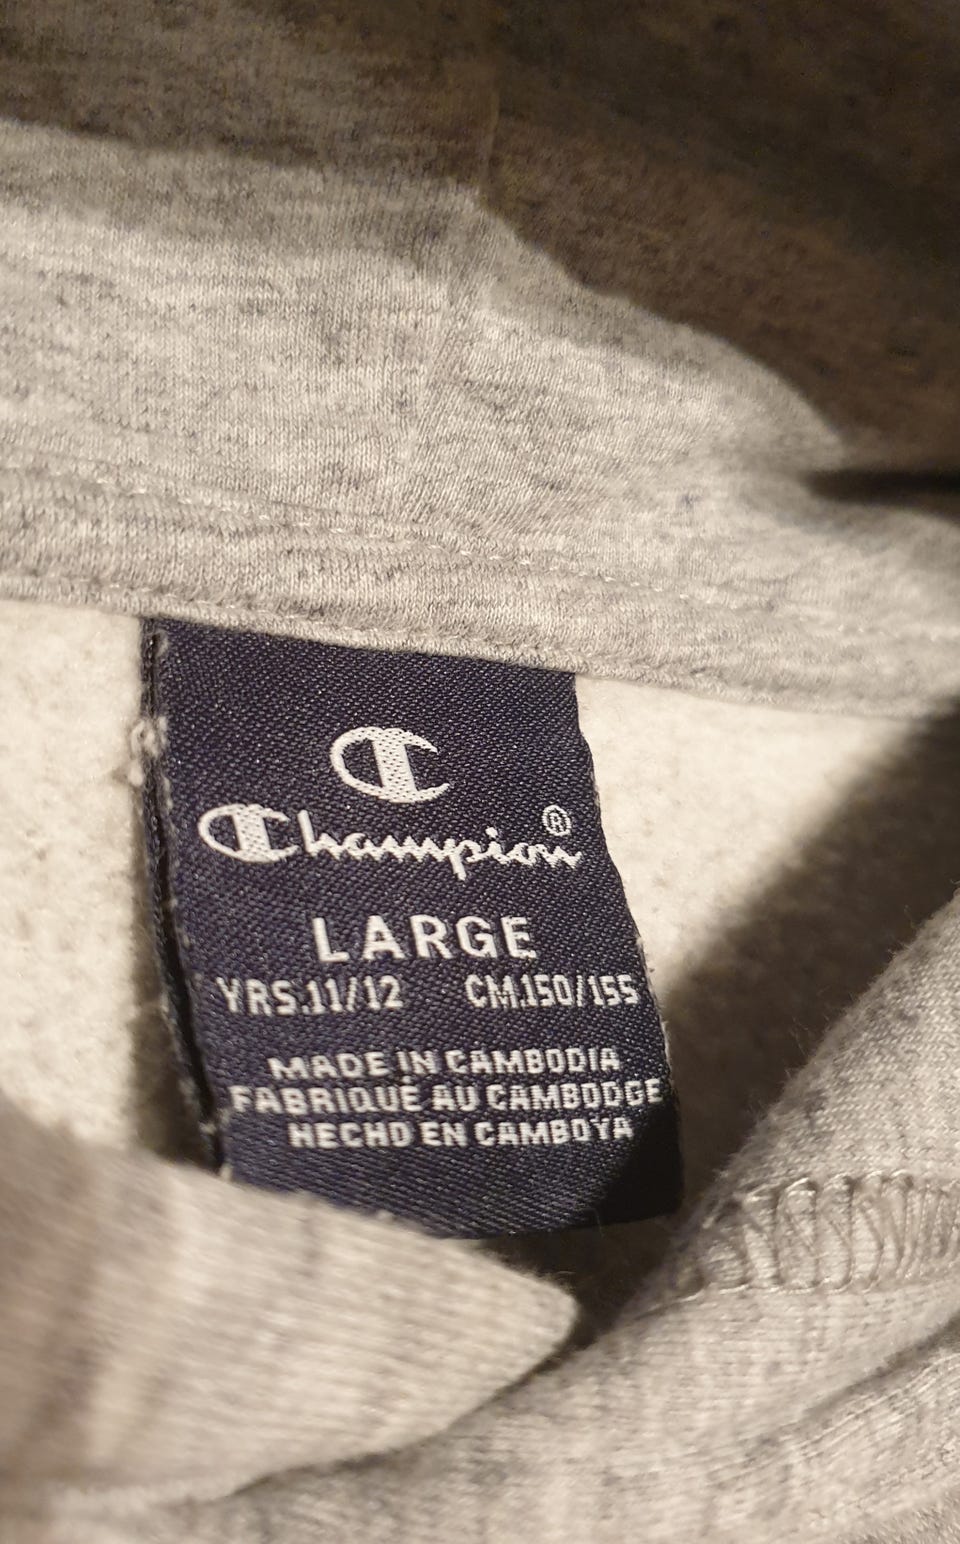 C
Champion®
LARGE
YRS.11/12 CM.150/155
MADE IN CAMBODIA
FABRIQUÉ AU CAMBODGE
HECHO EN CAMBOYA